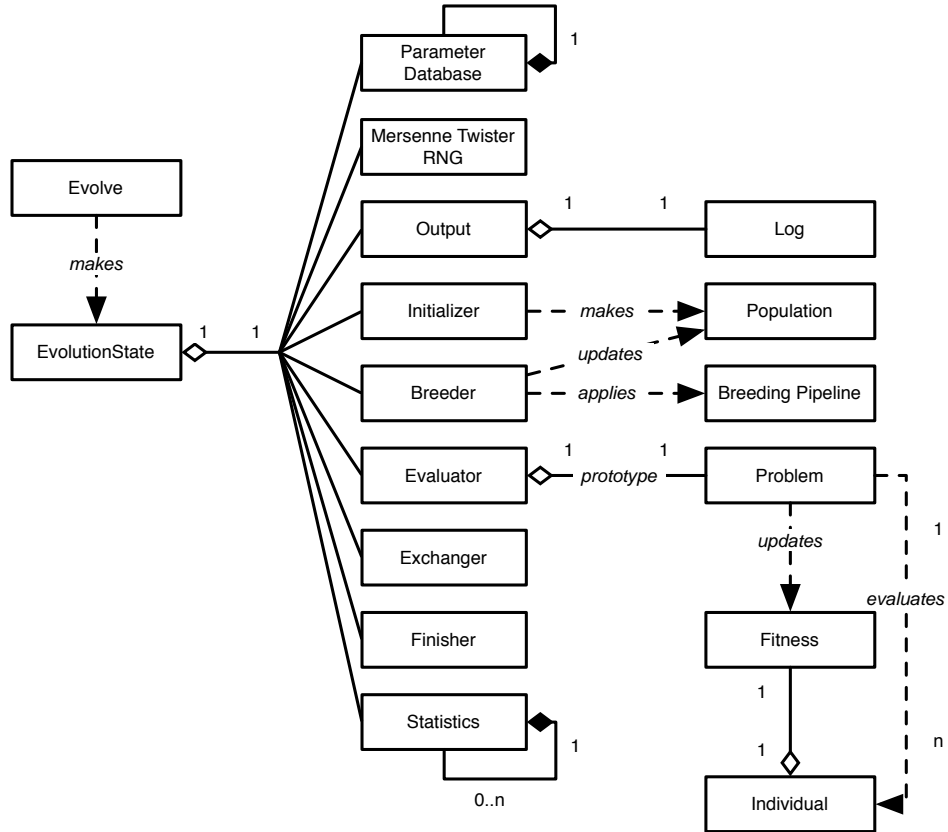 1
Parameter
Database
Mersenne Twister
RNG
Evolve
makes
EvolutionState
1
1
Output
1
1
Log
Initializer
makes
Population
updates
Breeder
applies
Breeding Pipeline
1
1
Evaluator
prototype
Problem
1
updates
Exchanger
evaluates
Finisher
Fitness
1
Statistics
1
1
n
0..n
Individual